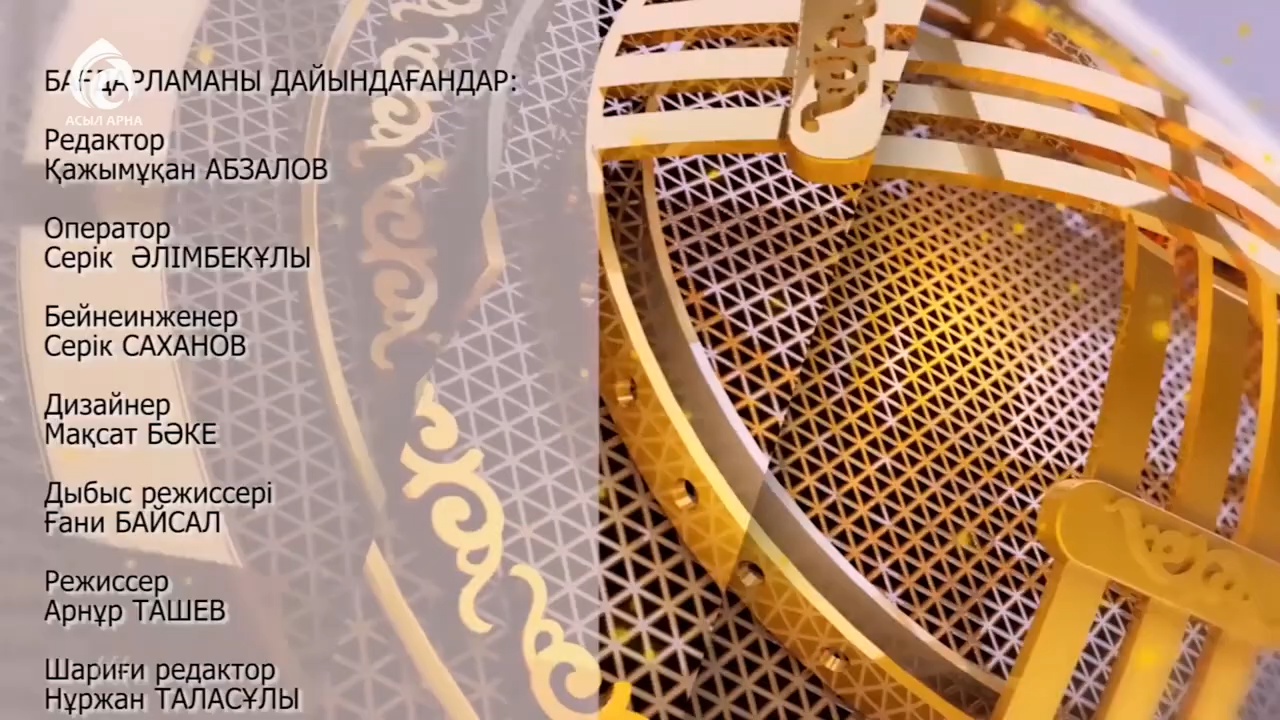 БАҒДАРЛАМАНЫ ДАЙЫНДАҒАНДАР:
АСЫЛ АРНА
Редактор
Қажымұқан АБЗАЛОВ
Оператор
Серік ӘЛІМБЕКҰЛЫ
Бейнеинженер
Серік САХАНОВ
Дизайнер
Мақсат БӘКЕ
Дыбыс режиссері
Ғани БАЙСАЛ
Режиссер
Арнұр ТАШЕВ
Шариғи редактор
Нұржан ТАЛАСҰЛЫ